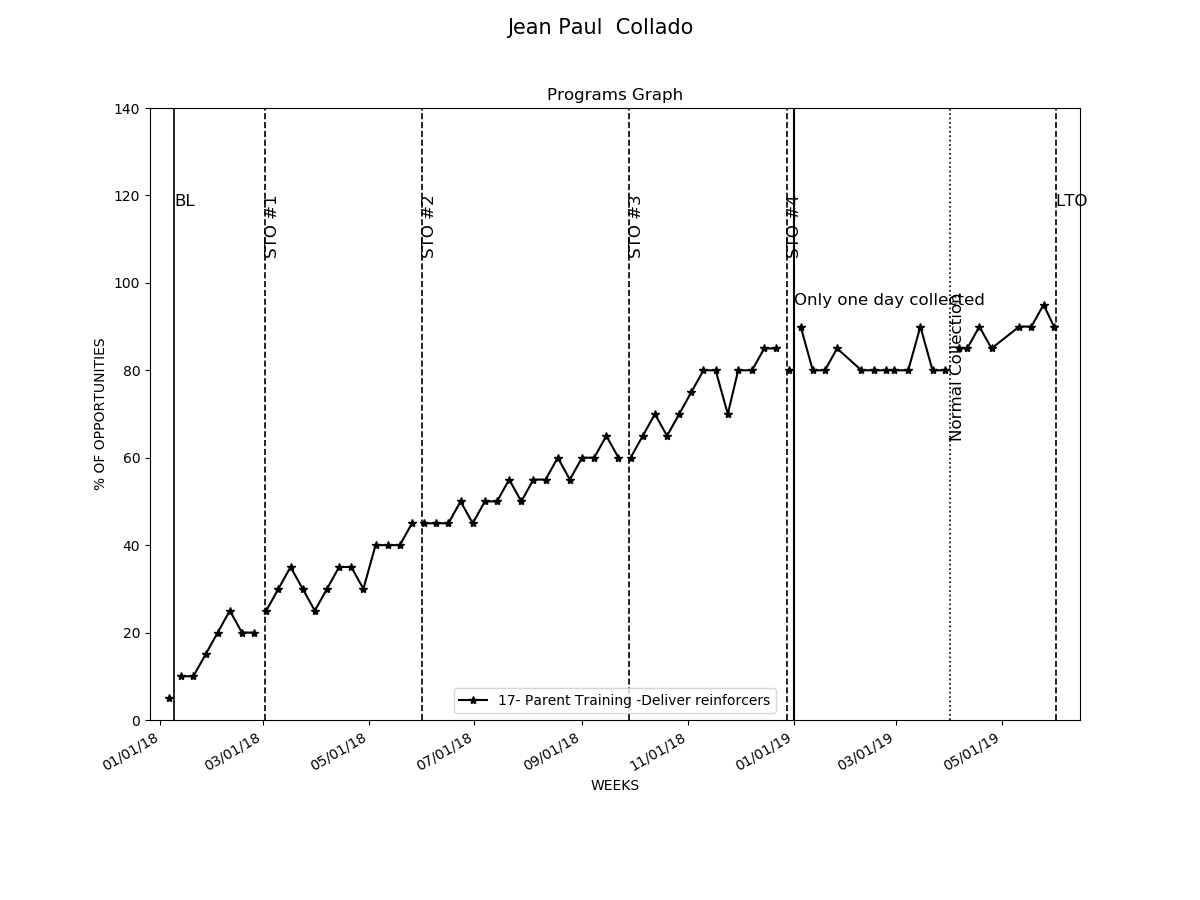 Jean Paul  Collado
Programs Graph
140
120
100
80
60
40
20
0
% OF OPPORTUNITIES
BL
STO #1
STO #2
STO #3
STO #4
Only one day collected
Normal Collection
LTO
17- Parent Training -Deliver reinforcers
01/01/18
03/01/18
05/01/18
07/01/18
09/01/18
11/01/18
01/01/19
03/01/19
05/01/19
WEEKS